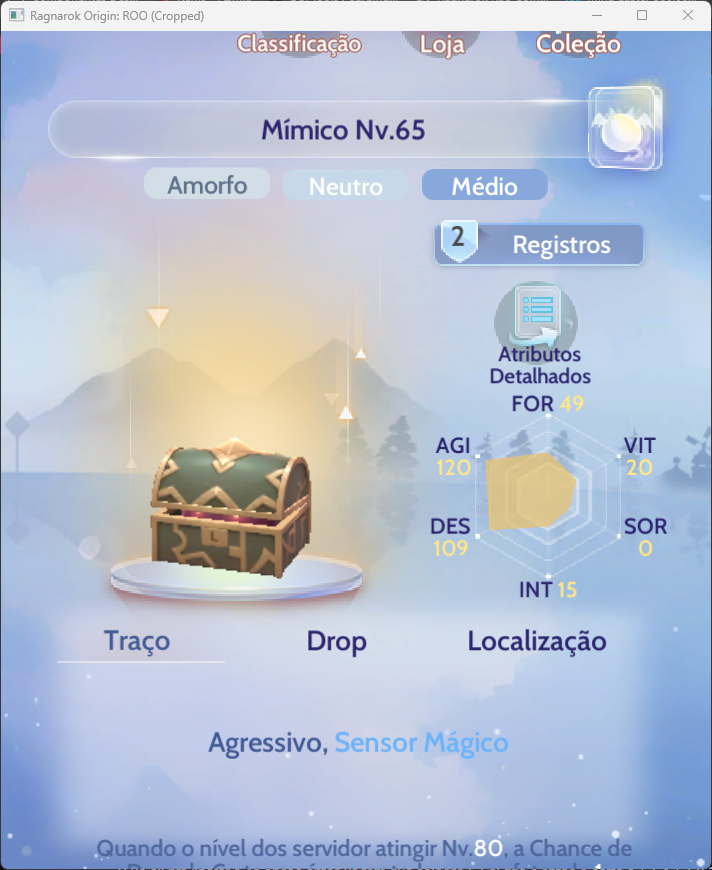 Ragnarok Origin: ROO (Cropped)
Classificação Loja Coleção
Mímico Nv.65
Amorfo Neutro Médio
2 Registros
Atributos
Detalhados
FOR 49
AGI VIT
120 20
DES SOR
109 0
INT 15
Traço Drop Localização
Agressivo, Sensor Mágico
Quando o nível dos servidor atingir Nv.80, a Chance de